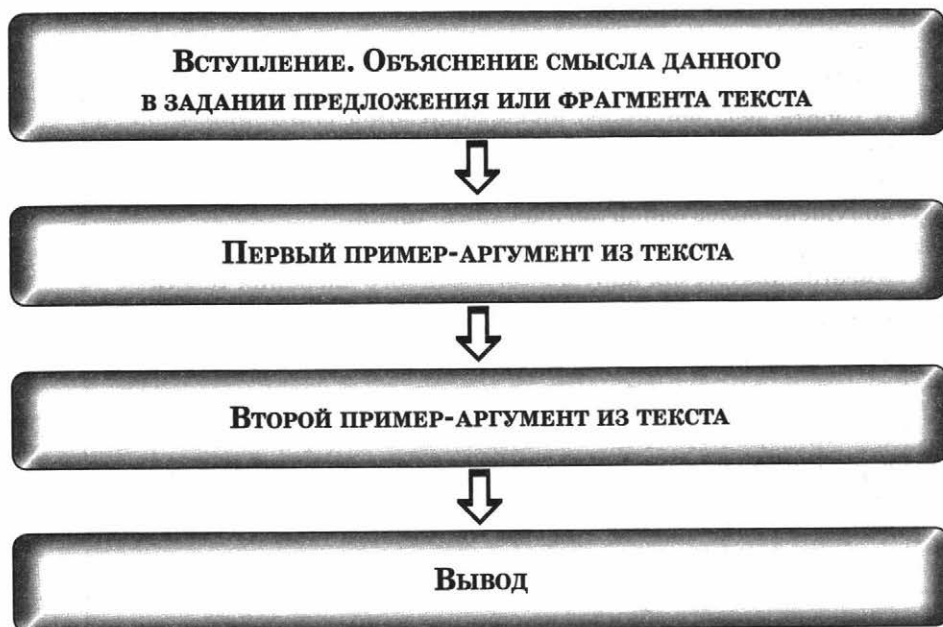 Вступление. Объяснение смысла данного
в задании предложения или фрагмента текста
Первый пример-аргумент из текста
Второй пример-аргумент из текста
Вывод